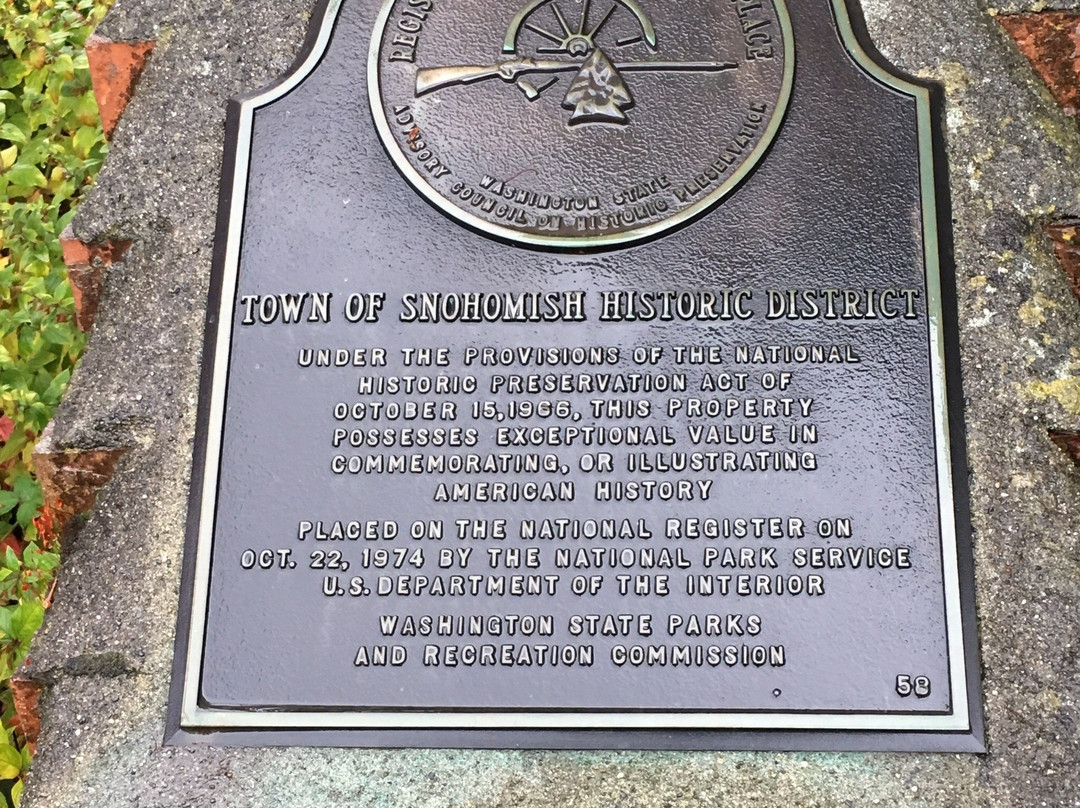 PLACE
WASHINGTON STATE
ADVISORY COUNCIL ON HISTORIC PRESERVATION
TOWN OF SNOHOMISH HISTORIC DISTRICT
UNDER THE PROVISIONS OF THE NATIONAL
HISTORIC PRESERVATION ACT OF
OCTOBER 15,1966, THIS PROPERTY
POSSESSES EXCEPTIONAL VALUE IN
COMMEMORATING, OR ILLUSTRATING
AMERICAN HISTORY
PLACED ON THE NATIONAL REGISTER ON
OCT. 22, 1974 BY THE NATIONAL PARK SERVICE
U.S. DEPARTMENT OF THE INTERIOR
WASHINGTON STATE PARKS
AND RECREATION COMMISSION
58